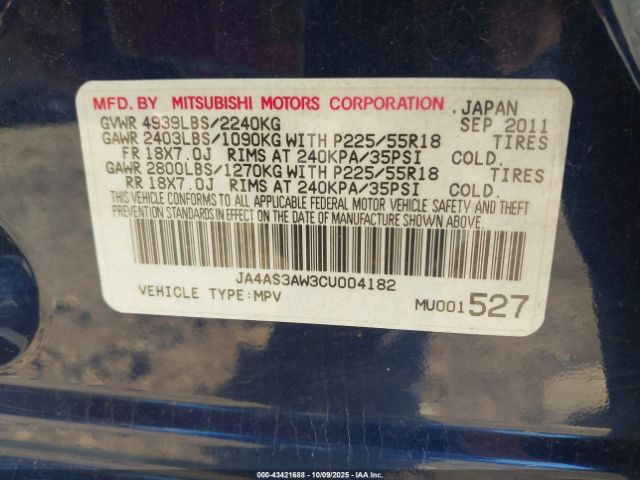 MFD. BY MITSUBISHI MOTORS CORPORATION .JAPAN
GVWR 4939LBS/2240KG SEP 2011
GAWR 2403LBS/1090KG WITH P225/55R18 TIRES
FR 18X7.0J RIMS AT 240KPA/35PSI COLD.
GAWR 2800LBS/1270KG WITH P225/55R18 TIRES
RR 18X7.0J RIMS AT 240KPA/35PSI COLD.
THIS VEHICLE CONFORMS TO ALL APPLICABLE FEDERAL MOTOR VEHICLE SAFETY AND THEFT
PREVENTION STANDARDS IN EFFECT ON THE DATE OF MANUFACTURE SHOWN ABOVE.
JA4AS3AW3CU004182
VEHICLE TYPE:MPV MU001527
000-43421688 - 10/09/2025 - IAA Inc.